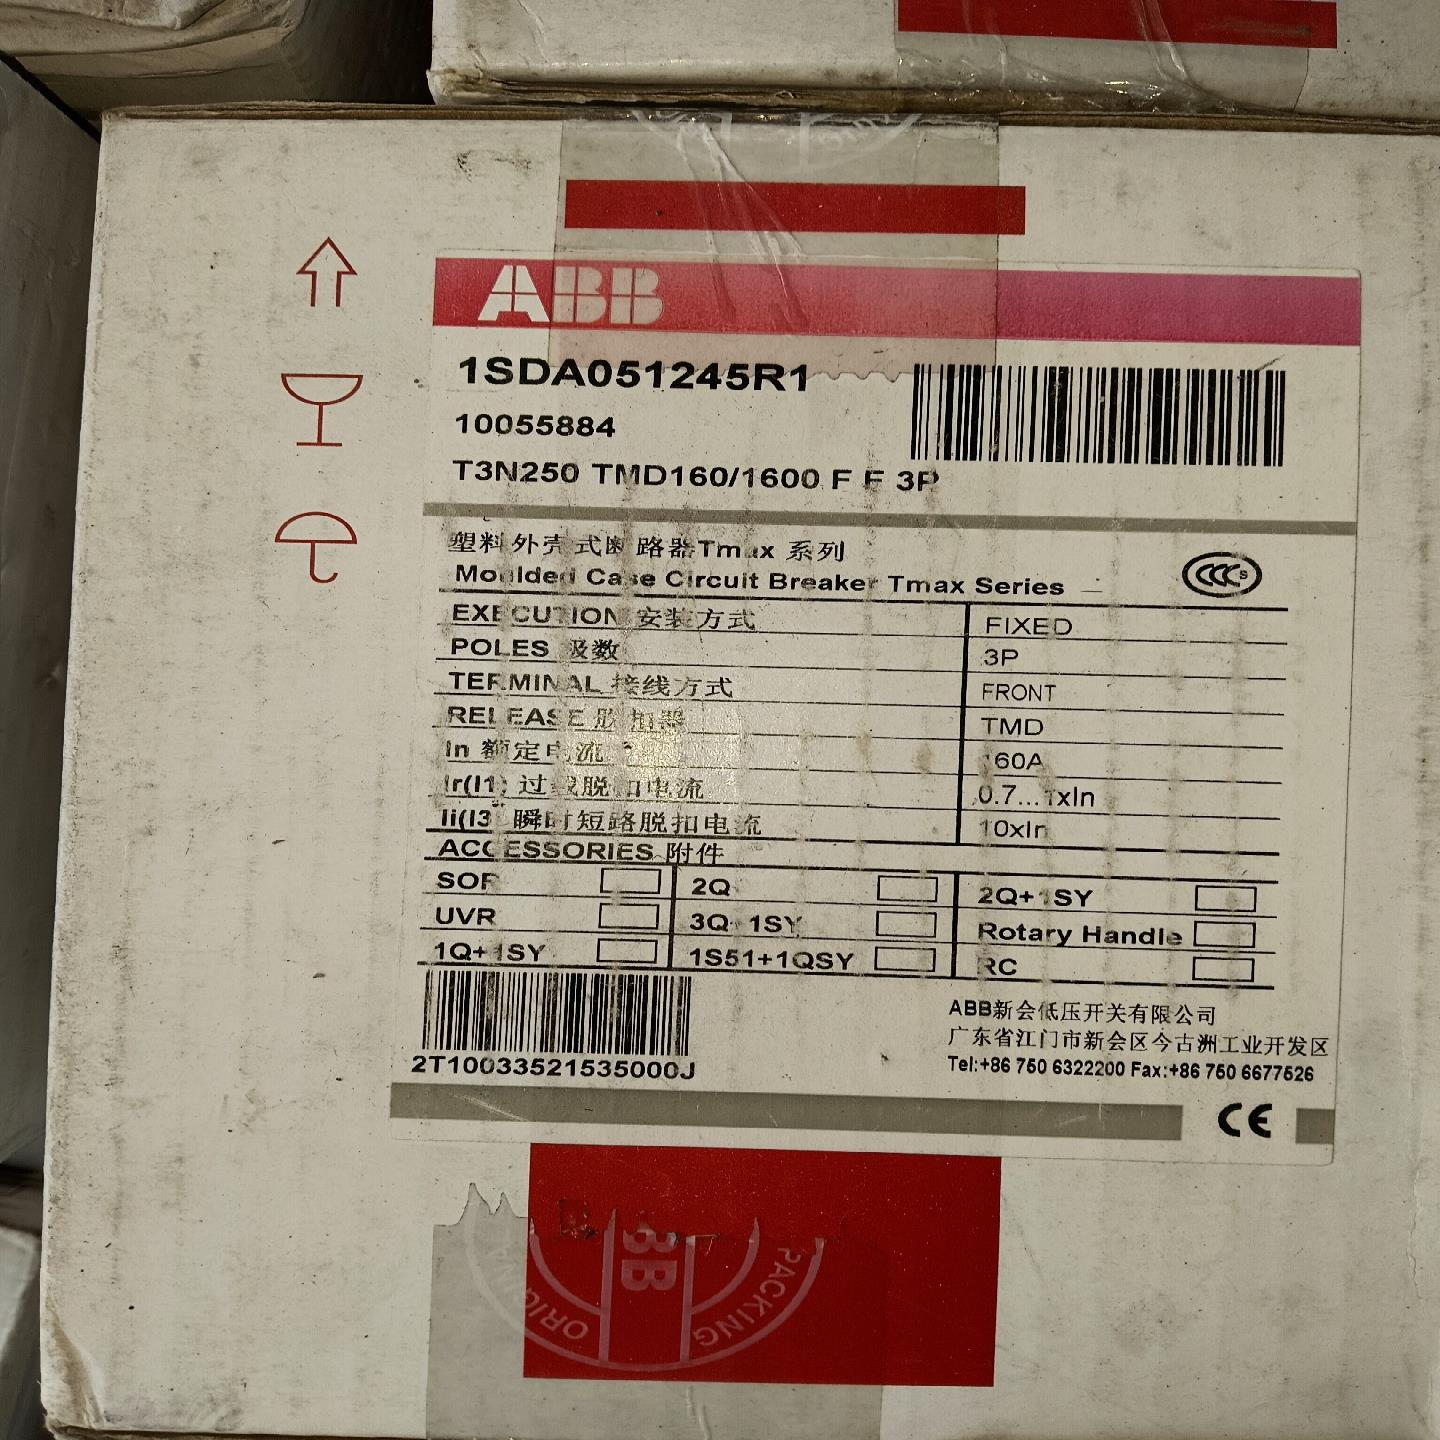 ABB
1SDA051245R1
10055884
T3N250 TMD160/1600 F F 3P
塑料外壳式断路器Tmax 系列
Moulded Case Circuit Breaker Tmax Series
CCC S
EXECUTION 安装方式 FIXED
POLES 极数 3P
TERMINAL 接线方式 FRONT
RELEASE 脱扣器 TMD
In 额定电流 160A
Ir(I1) 过载脱扣电流 0.7...1xIn
Ii(I3) 瞬时短路脱扣电流 10xIn
ACCESSORIES 附件
SOR 2Q 2Q+1SY
UVR 3Q+1SY Rotary Handle
1Q+1SY 1S51+1QSY RC
2T10033521535000J
ABB新会低压开关有限公司
广东省江门市新会区今古洲工业开发区
Tel:+86 750 6322200 Fax:+86 750 6677526
CE
PACKING